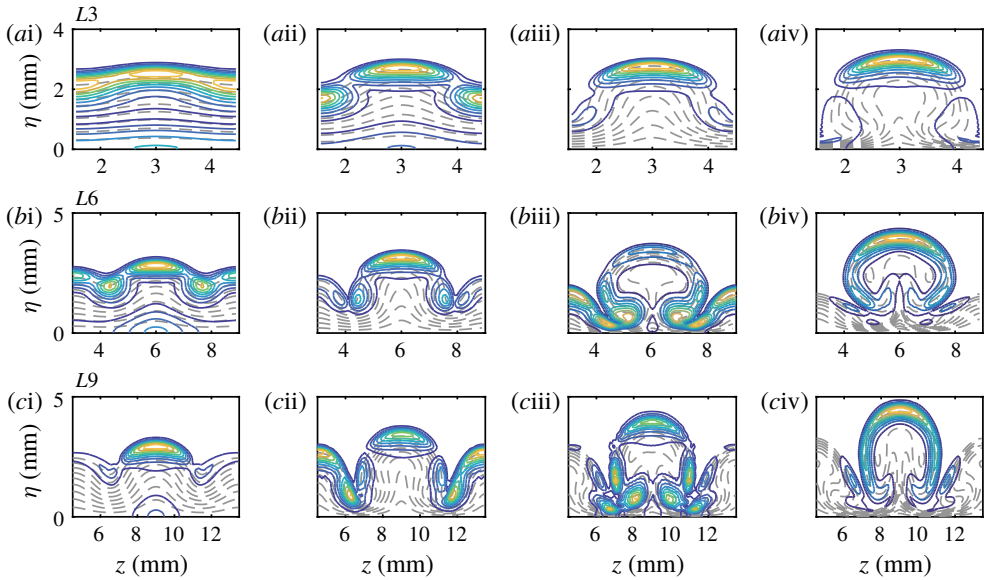 L3
(ai) (aii) (aiii) (aiv)
η (mm)
4
2
0
2 3 4 2 3 4 2 3 4 2 3 4
L6
(bi) (bii) (biii) (biv)
η (mm)
5
0
4 6 8 4 6 8 4 6 8 4 6 8
L9
(ci) (cii) (ciii) (civ)
η (mm)
5
0
6 8 10 12 6 8 10 12 6 8 10 12 6 8 10 12
z (mm) z (mm) z (mm) z (mm)